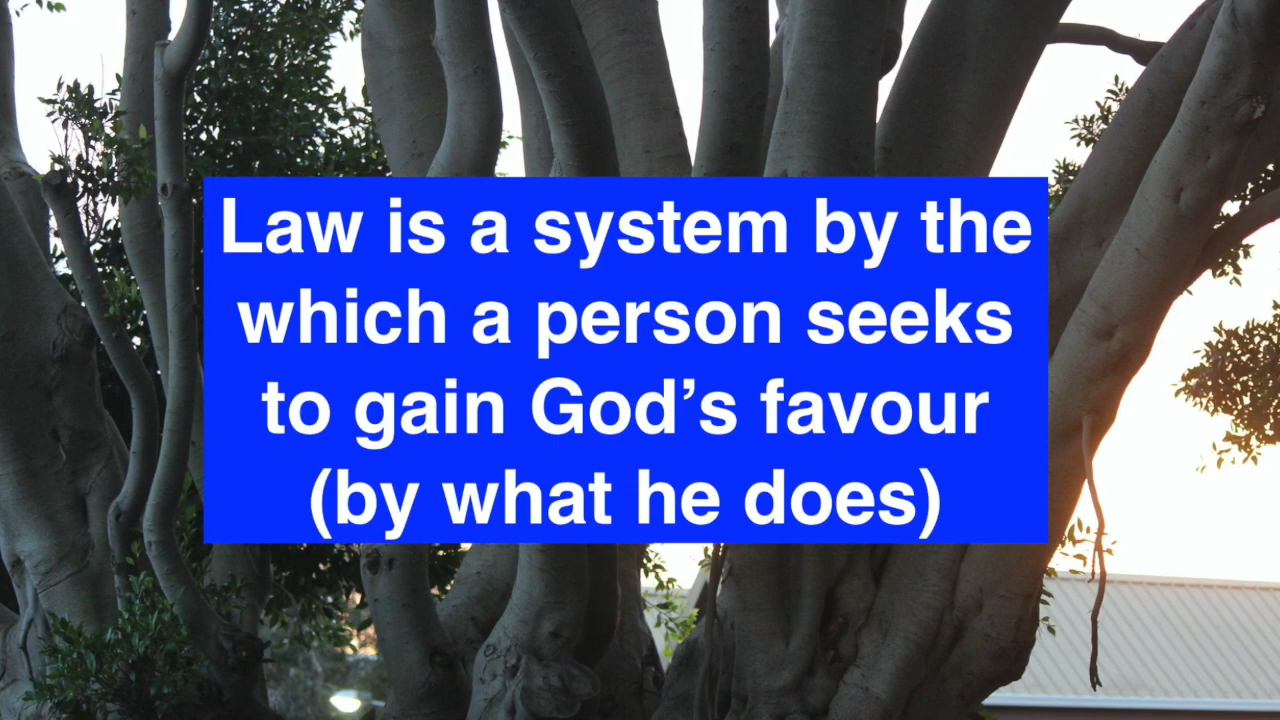 Law is a system by the
which a person seeks
to gain God’s favour
(by what he does)